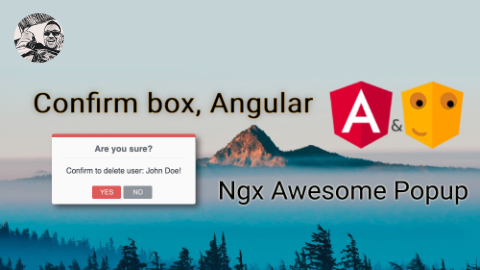 Confirm box, Angular
A
&
Are you sure?
Confirm to delete user: John Doe!
YES NO
Ngx Awesome Popup